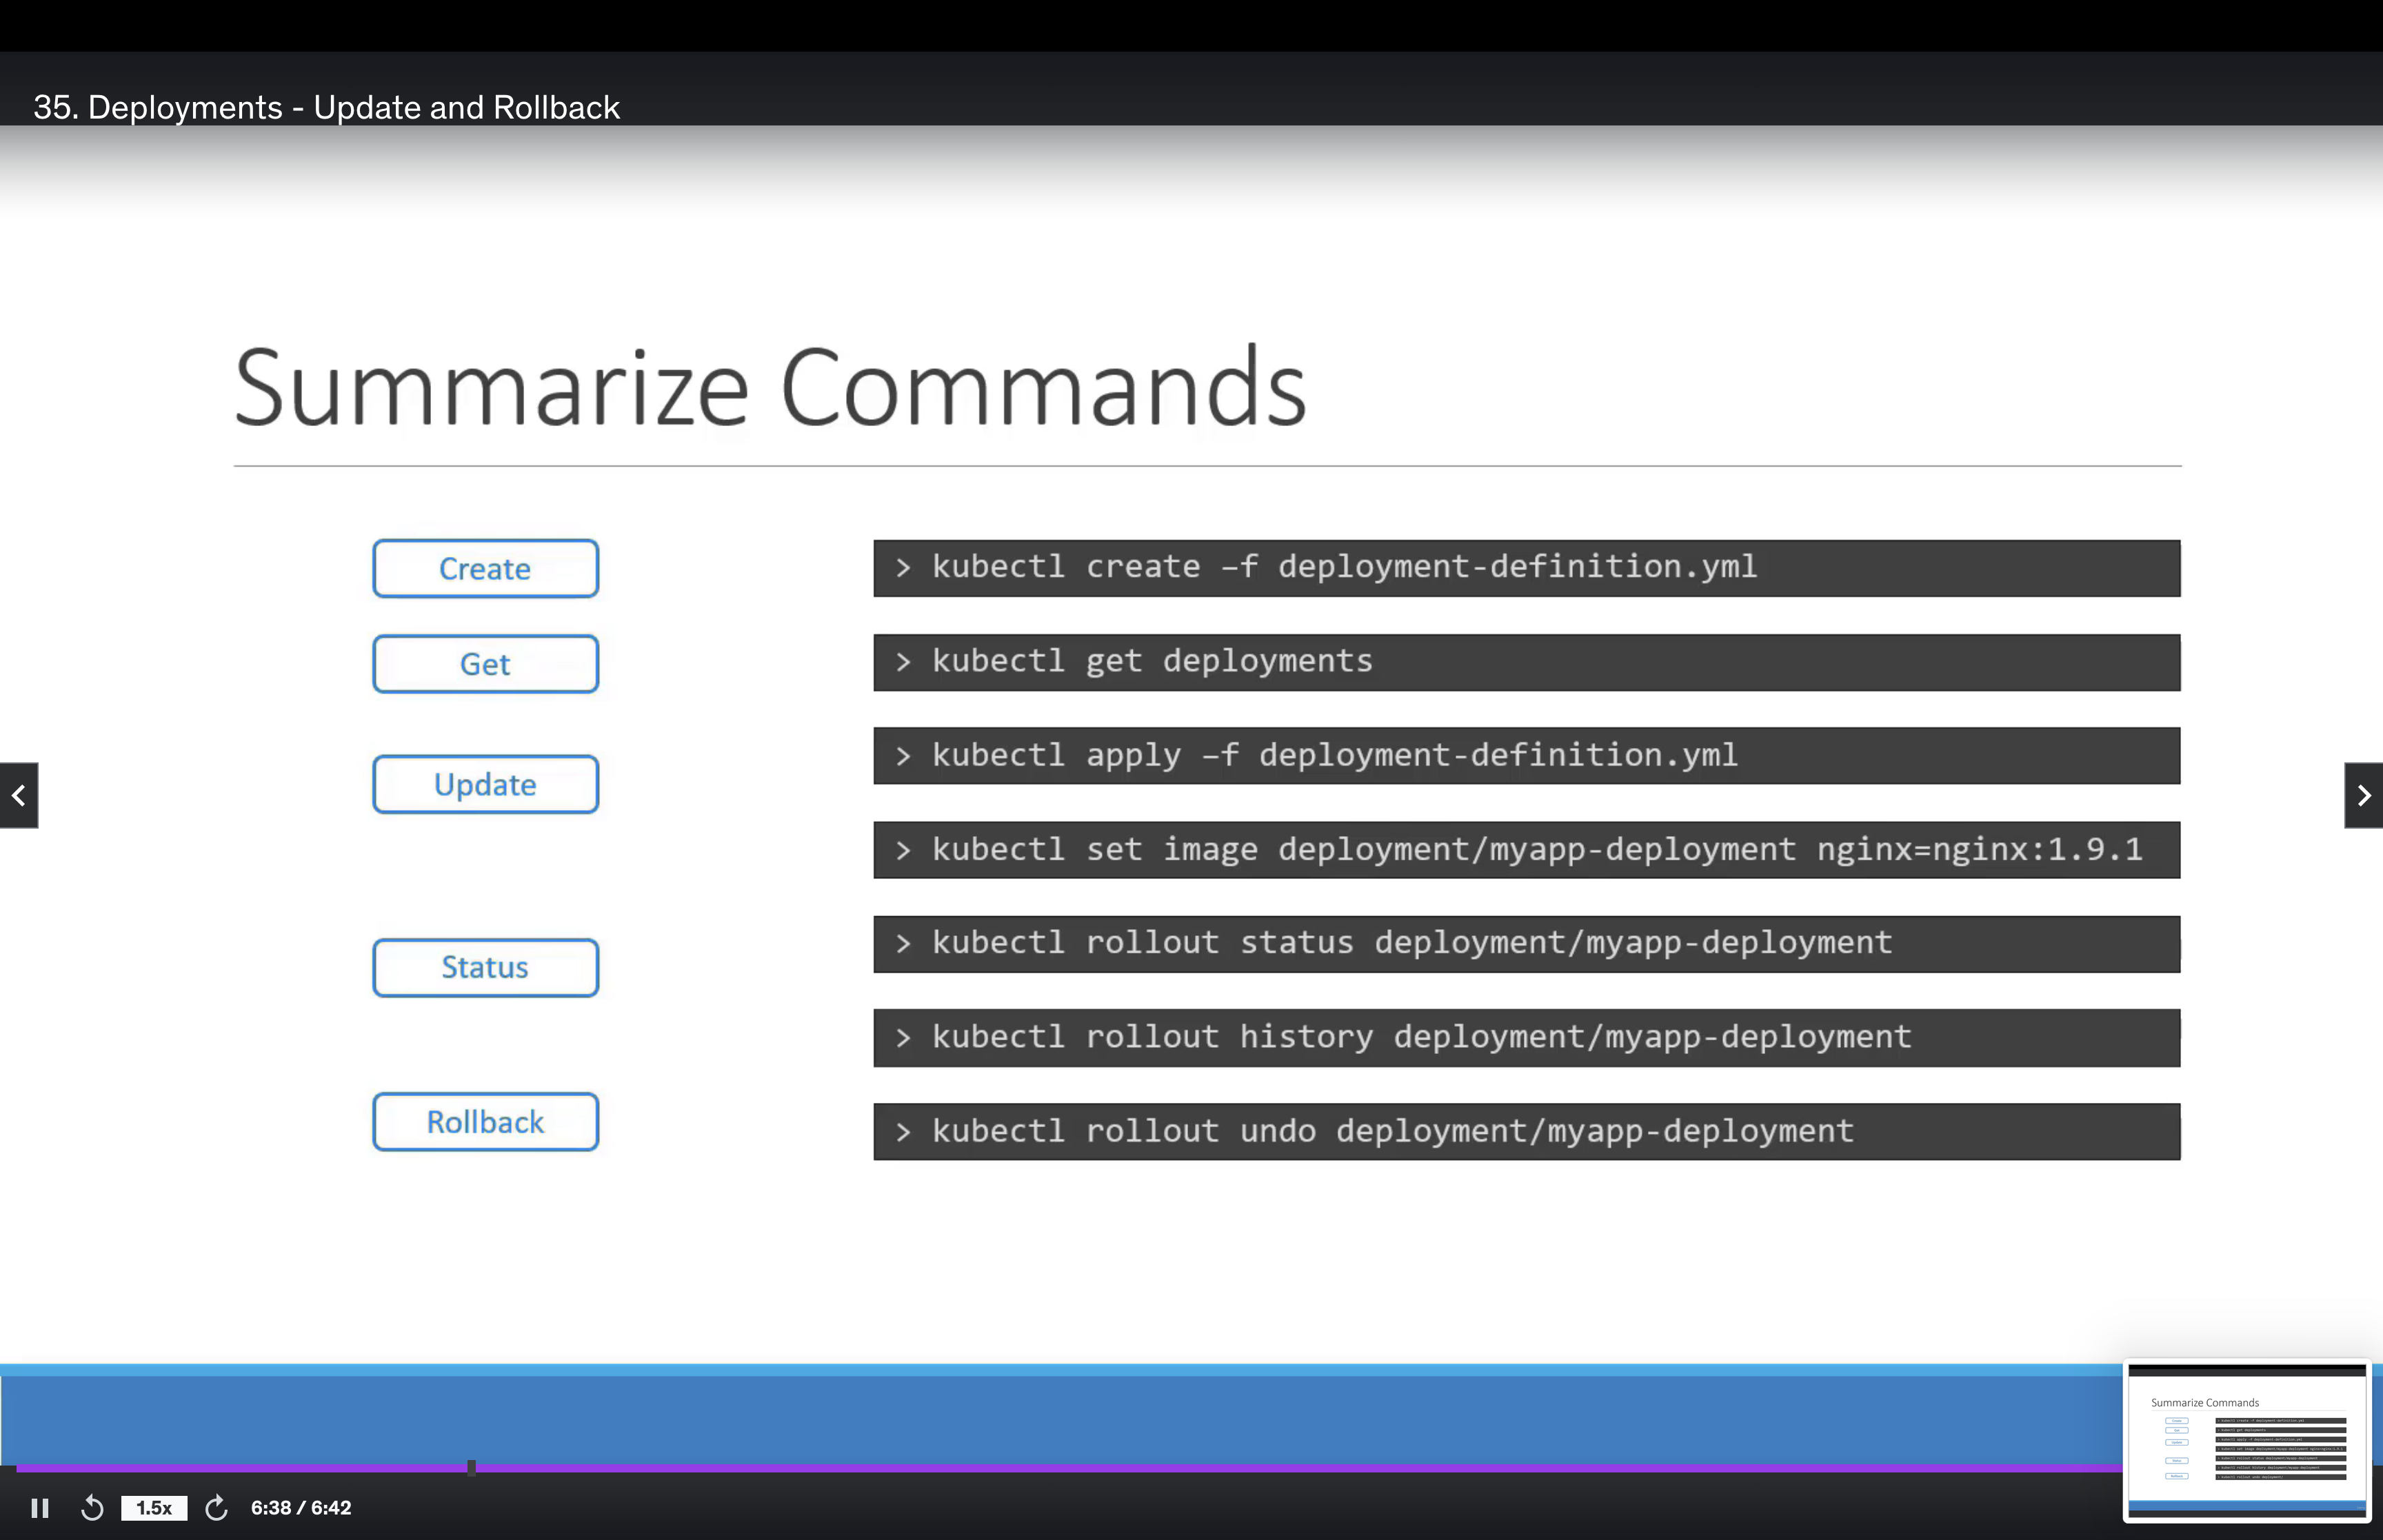 35. Deployments - Update and Rollback
Summarize Commands
Create
> kubectl create –f deployment-definition.yml
Get
> kubectl get deployments
Update
> kubectl apply –f deployment-definition.yml
> kubectl set image deployment/myapp-deployment nginx=nginx:1.9.1
Status
> kubectl rollout status deployment/myapp-deployment
> kubectl rollout history deployment/myapp-deployment
Rollback
> kubectl rollout undo deployment/myapp-deployment
Summarize Commands
1.5x
6:38 / 6:42